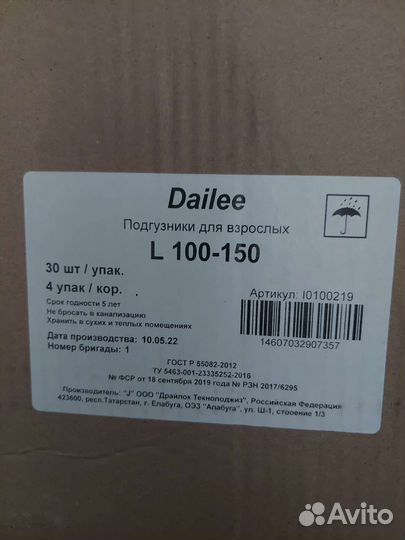 Dailee
Подгузники для взрослых
L 100-150
30 шт / упак.
4 упак / кор.
Артикул: I0100219
Срок годности 5 лет
Не бросать в канализацию
Хранить в сухих и теплых помещениях
14607032907357
Дата производства: 10.05.22
Номер бригады: 1
ГОСТ Р 55082-2012
ТУ 5463-001-23335252-2016
№ ФСР от 18 сентября 2019 года № РЗН 2017/6295
Производитель: "J" ООО "Драйлок Текнолоджиз", Российская Федерация
423600, респ.Татарстан, г. Елабуга, ОЭЗ "Алабуга", ул. Ш-1, строение 1/3
Avito